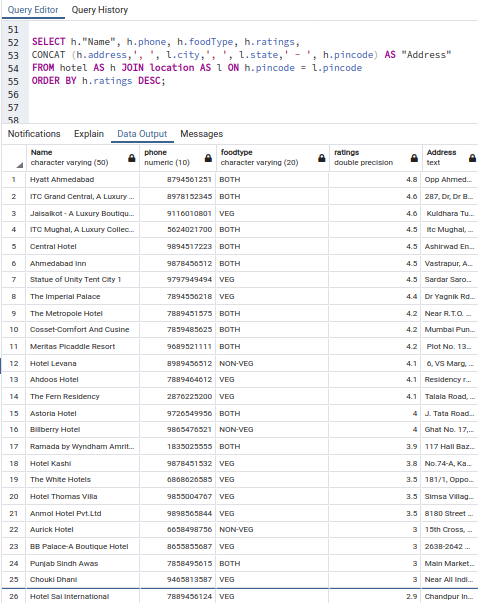 Query Editor Query History
51
52 SELECT h."Name", h.phone, h.foodType, h.ratings,
53 CONCAT (h.address,', ', l.city,', ', l.state,' - ', h.pincode) AS "Address"
54 FROM hotel AS h JOIN location AS l ON h.pincode = l.pincode
55 ORDER BY h.ratings DESC;
56
57
58
Notifications Explain Data Output Messages
Name phone foodtype ratings Address
character varying (50) numeric (10) character varying (20) double precision text
1 Hyatt Ahmedabad 8794561251 BOTH 4.8 Opp Ahmed...
2 ITC Grand Central, A Luxury ... 8978152345 BOTH 4.6 287, Dr, Dr B...
3 Jaisalkot - A Luxury Boutiqu... 9116010801 VEG 4.6 Kuldhara Tu...
4 ITC Mughal, A Luxury Collec... 5624021700 BOTH 4.5 Itc Mughal, ...
5 Central Hotel 9894517223 BOTH 4.5 Ashirwad En...
6 Ahmedabad Inn 9878456512 BOTH 4.5 Vastrapur, A...
7 Statue of Unity Tent City 1 9797949494 VEG 4.5 Sardar Saro...
8 The Imperial Palace 7894556218 VEG 4.4 Dr Yagnik Rd...
9 The Metropole Hotel 7889451575 BOTH 4.2 Near R.T.O. ...
10 Cosset-Comfort And Cusine 7859485625 BOTH 4.2 Mumbai Pun...
11 Meritas Picaddle Resort 9689521111 BOTH 4.2 Plot No. 13...
12 Hotel Levana 8989456512 NON-VEG 4.1 6, VS Marg, ...
13 Ahdoos Hotel 7889464612 VEG 4.1 Residency r...
14 The Fern Residency 2876225200 VEG 4.1 Talala Road, ...
15 Astoria Hotel 9726549956 BOTH 4 J. Tata Road...
16 Billberry Hotel 9865476521 NON-VEG 4 Ghat No. 17,...
17 Ramada by Wyndham Amrit... 1835025555 BOTH 3.9 117 Hall Baz...
18 Hotel Kashi 9878451532 VEG 3.8 No.74-A, Ka...
19 The White Hotels 6868626585 VEG 3.5 181/1, Oppo...
20 Hotel Thomas Villa 9855004767 VEG 3.5 Simsa Villag...
21 Anmol Hotel Pvt.Ltd 9898565844 VEG 3.5 8180 Street ...
22 Aurick Hotel 6658498756 NON-VEG 3 15th Cross, ...
23 BB Palace-A Boutique Hotel 8655855687 VEG 3 2638-2642 ...
24 Punjab Sindh Awas 7858495615 BOTH 3 Main Market...
25 Chouki Dhani 9465813587 VEG 3 Near All Indi...
26 Hotel Sai International 7889456124 VEG 2.9 Chandpur In...